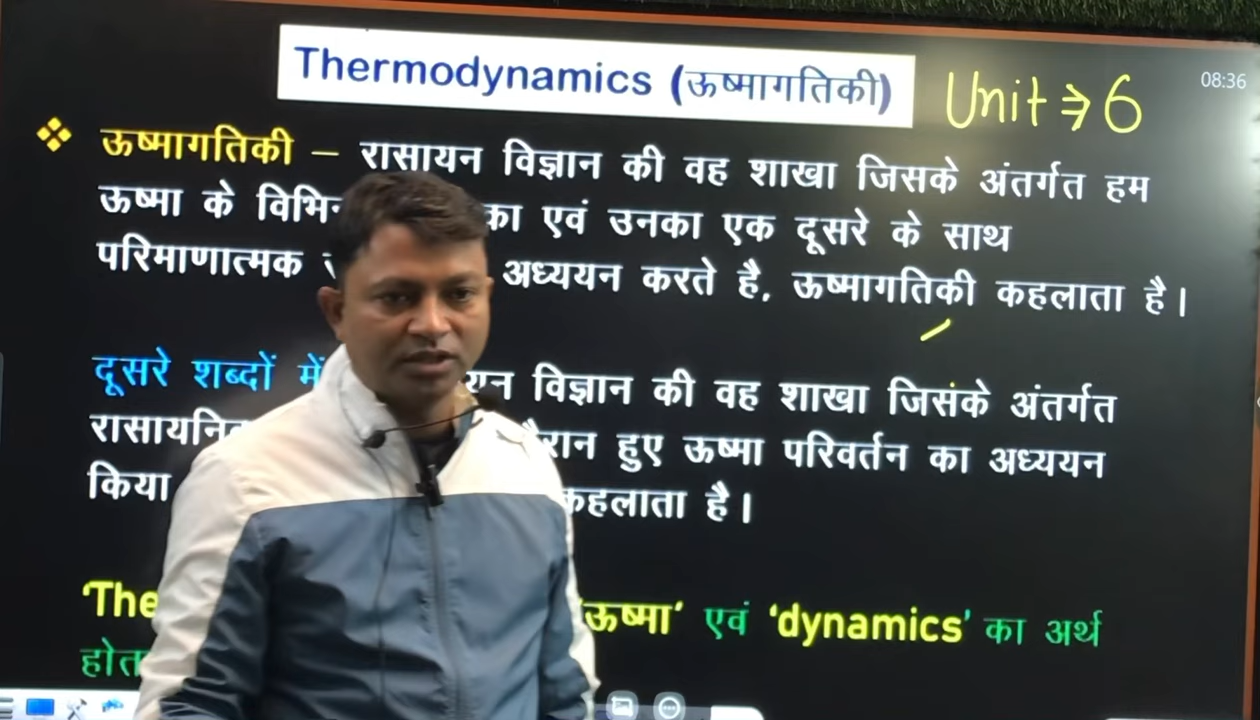 Thermodynamics (ऊष्मागतिकी)
Unit ⇒ 6
08:36
❖ ऊष्मागतिकी – रासायन विज्ञान की वह शाखा जिसके अंतर्गत हम
ऊष्मा के एवं उनका एक दूसरे के साथ
परिमाणात्मक अध्ययन करते है, ऊष्मागतिकी कहलाता है।
दूसरे शब्दों में विज्ञान की वह शाखा जिसके अंतर्गत
हुए ऊष्मा परिवर्तन का अध्ययन
किया कहलाता है।
'ऊष्मा' एवं 'dynamics' का अर्थ